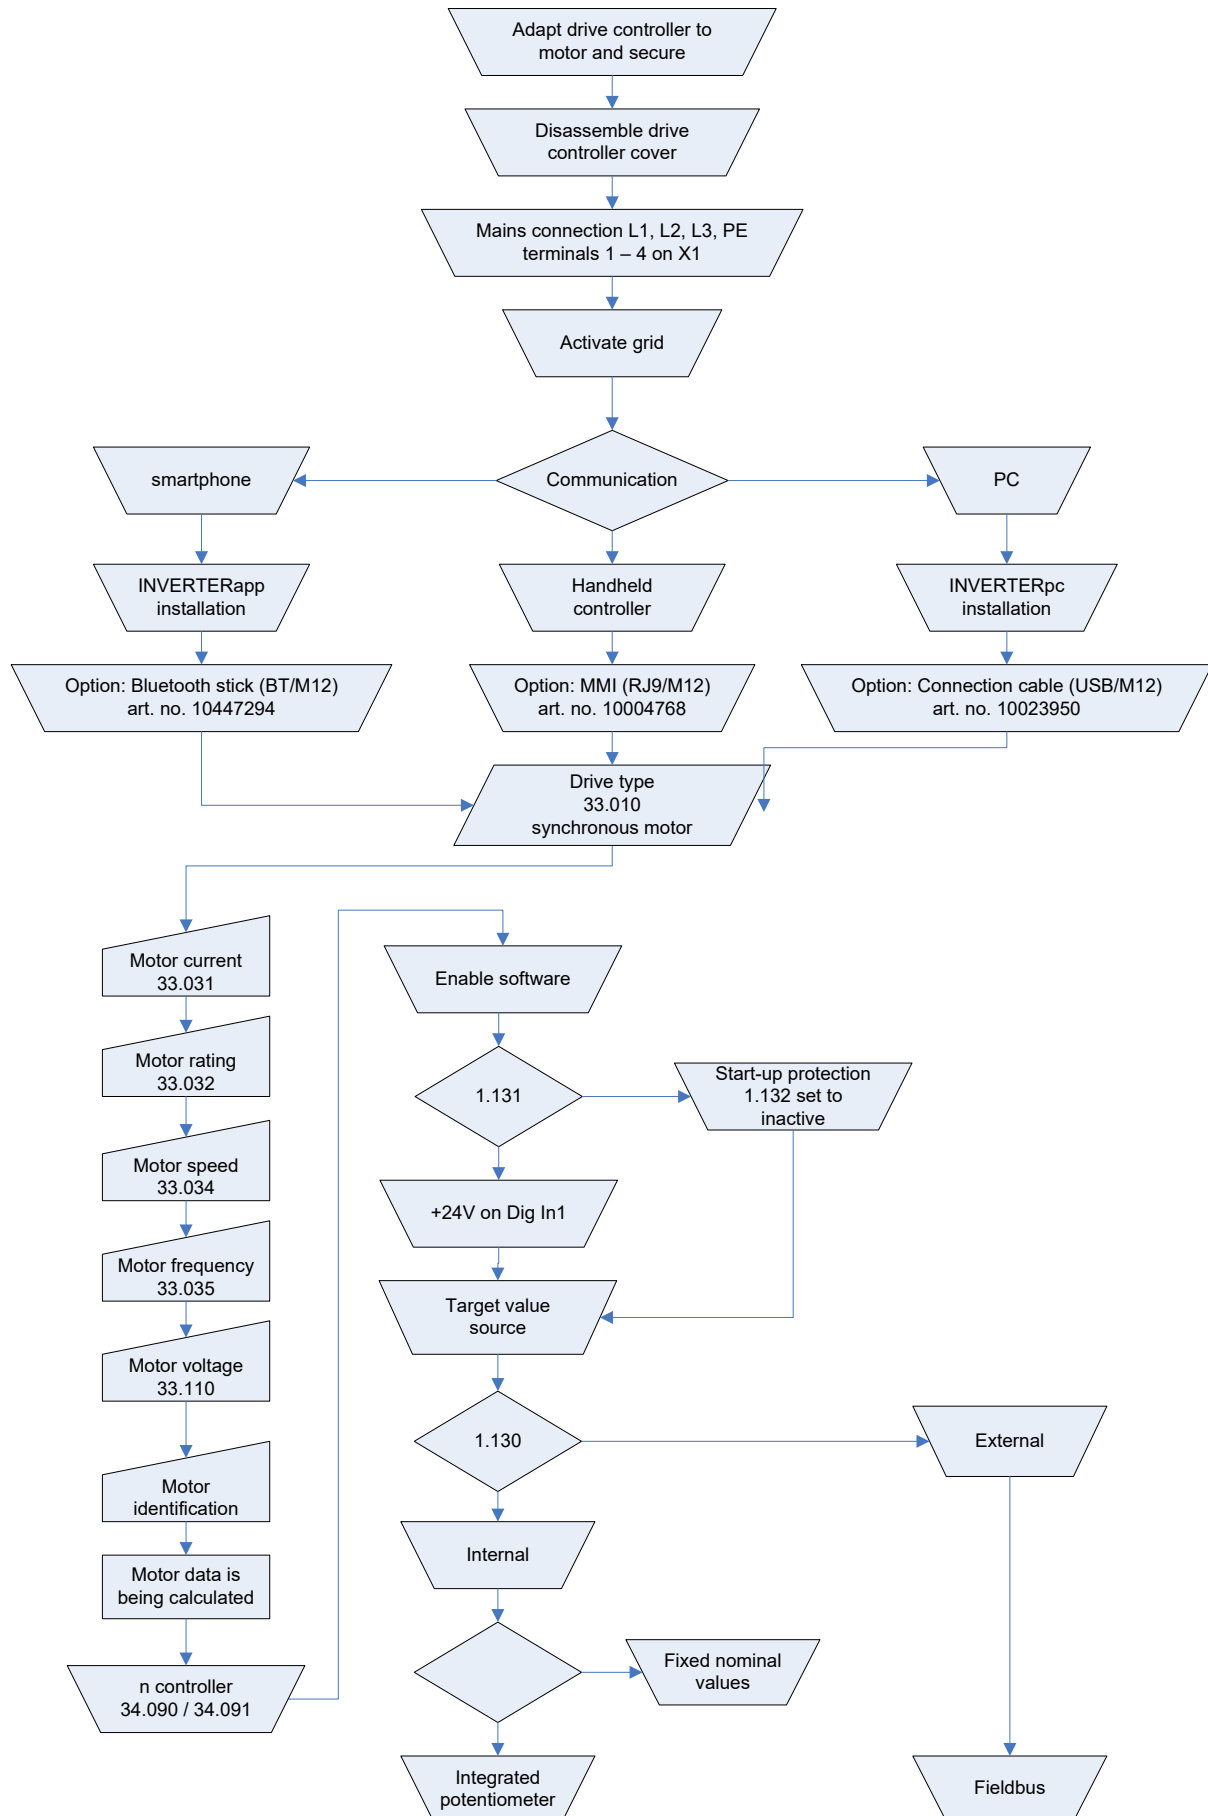 Adapt drive controller to
motor and secure
Disassemble drive
controller cover
Mains connection L1, L2, L3, PE
terminals 1 – 4 on X1
Activate grid
smartphone
Communication
PC
INVERTERapp
installation
Handheld
controller
INVERTERpc
installation
Option: Bluetooth stick (BT/M12)
art. no. 10447294
Option: MMI (RJ9/M12)
art. no. 10004768
Option: Connection cable (USB/M12)
art. no. 10023950
Drive type
33.010
synchronous motor
Motor current
33.031
Motor rating
33.032
Motor speed
33.034
Motor frequency
33.035
Motor voltage
33.110
Motor
identification
Motor data is
being calculated
n controller
34.090 / 34.091
Enable software
1.131
Start-up protection
1.132 set to
inactive
+24V on Dig In1
Target value
source
1.130
External
Internal
Fixed nominal
values
Integrated
potentiometer
Fieldbus